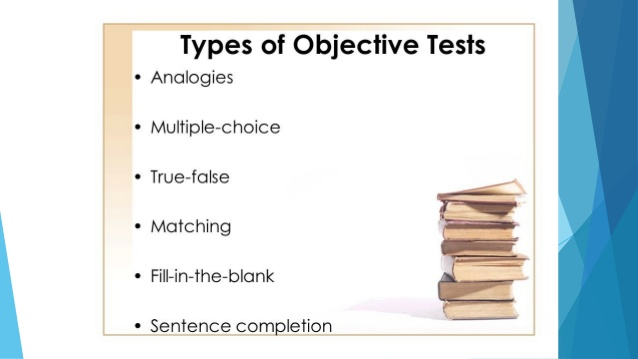 Types of Objective Tests
• Analogies
• Multiple-choice
• True-false
• Matching
• Fill-in-the-blank
• Sentence completion